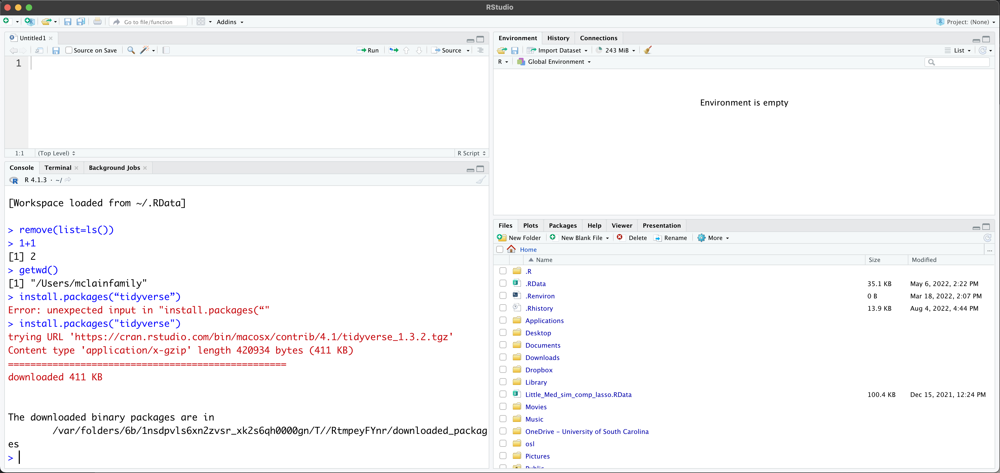 RStudio
Go to file/function
Addins
Project: (None)
Untitled1
Source on Save
Run
Source
1
1:1
(Top Level)
R Script
Console
Terminal
Background Jobs
R 4.1.3 · ~/
[Workspace loaded from ~/.RData]
> remove(list=ls())
> 1+1
[1] 2
> getwd()
[1] "/Users/mclainfamily"
> install.packages(“tidyverse”)
Error: unexpected input in "install.packages(“"
> install.packages("tidyverse")
trying URL 'https://cran.rstudio.com/bin/macosx/contrib/4.1/tidyverse_1.3.2.tgz'
Content type 'application/x-gzip' length 420934 bytes (411 KB)
==================================================
downloaded 411 KB
The downloaded binary packages are in
/var/folders/6b/1nsdpvls6xn2zvsr_xk2s6qh0000gn/T//RtmpeyFYnr/downloaded_packag
es
>
Environment
History
Connections
Import Dataset
243 MiB
List
R
Global Environment
Environment is empty
Files
Plots
Packages
Help
Viewer
Presentation
New Folder
New Blank File
Delete
Rename
More
Home
...
Name Size Modified
.R
.RData 35.1 KB May 6, 2022, 2:22 PM
.Renviron 0 B Mar 18, 2022, 2:07 PM
.Rhistory 13.9 KB Aug 4, 2022, 4:44 PM
Applications
Desktop
Documents
Downloads
Dropbox
Library
Little_Med_sim_comp_lasso.RData 100.4 KB Dec 15, 2021, 12:24 PM
Movies
Music
OneDrive – University of South Carolina
osl
Pictures
Public